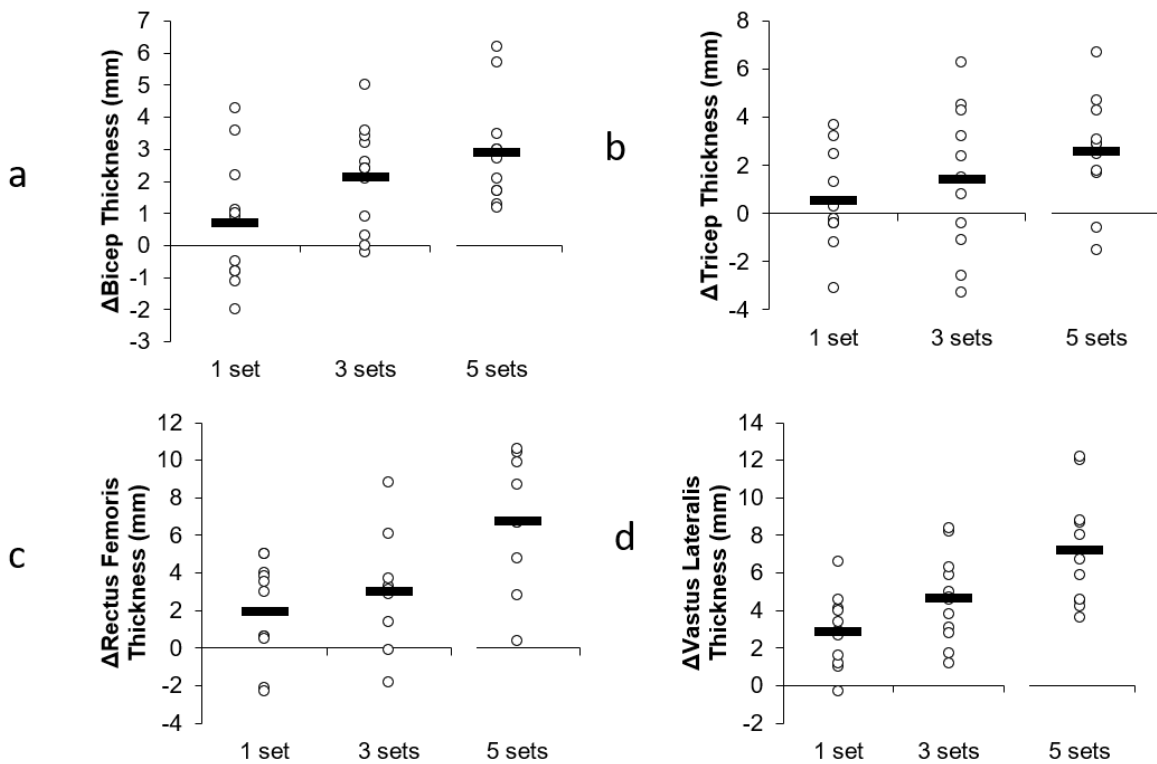 a
ΔBicep Thickness (mm)
7
6
5
4
3
2
1
0
-1
-2
-3
1 set 3 sets 5 sets
b
ΔTricep Thickness (mm)
8
6
4
2
0
-2
-4
1 set 3 sets 5 sets
c
ΔRectus Femoris
Thickness (mm)
12
10
8
6
4
2
0
-2
-4
1 set 3 sets 5 sets
d
ΔVastus Lateralis
Thickness (mm)
14
12
10
8
6
4
2
0
-2
1 set 3 sets 5 sets